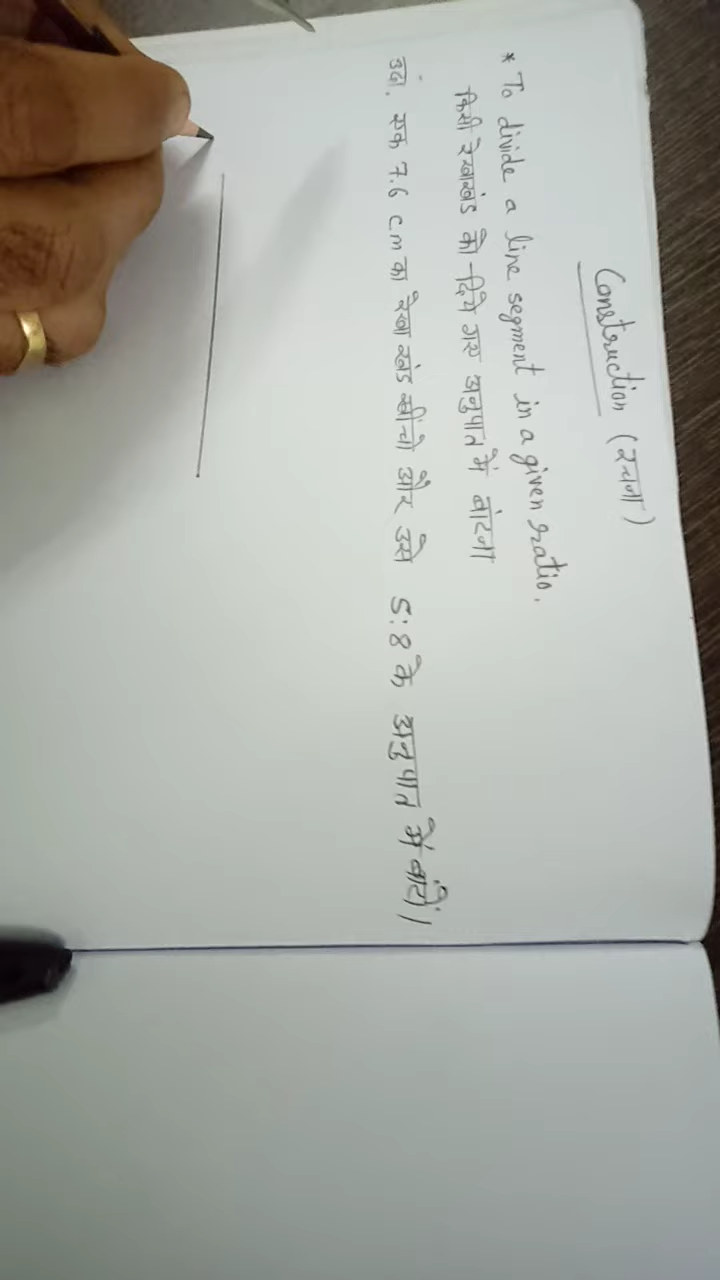 Construction (रचना)
* To divide a line segment in a given ratio.
किसी रेखाखंड को दिये गए अनुपात में बांटना
उदा. एक 7.6 cm का रेखा खंड खींचो और उसे 5:8 के अनुपात में बांटो।